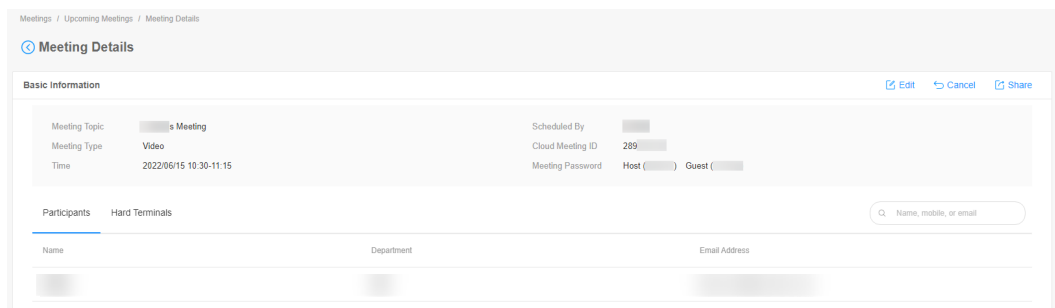 Meetings / Upcoming Meetings / Meeting Details
Meeting Details
Basic Information Edit Cancel Share
Meeting Topic s Meeting Scheduled By
Meeting Type Video Cloud Meeting ID 289
Time 2022/06/15 10:30-11:15 Meeting Password Host ( ) Guest (
Participants Hard Terminals Name, mobile, or email
Name Department Email Address